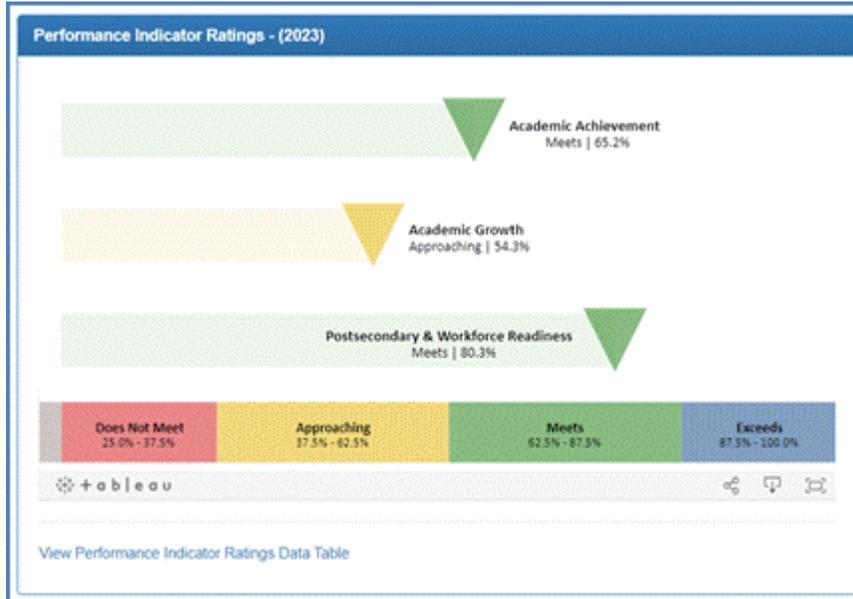 Performance Indicator Ratings - (2023)
Academic Achievement
Meets | 65.2%
Academic Growth
Approaching | 54.3%
Postsecondary & Workforce Readiness
Meets | 80.3%
Does Not Meet
25.0% - 37.5%
Approaching
37.5% - 62.5%
Meets
62.5% - 87.5%
Exceeds
87.5% - 100.0%
+ableau
View Performance Indicator Ratings Data Table